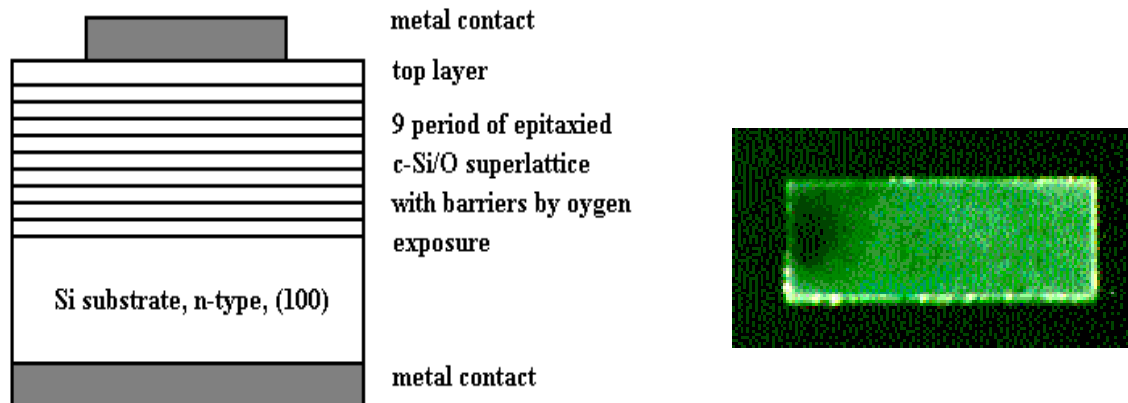 metal contact
top layer
9 period of epitaxied
c-Si/O superlattice
with barriers by oygen
exposure
Si substrate, n-type, (100)
metal contact